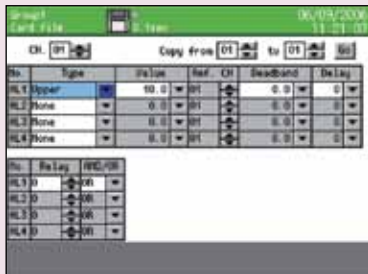 Group1 06/09/2006
Card File 11:21:03
CH. 01 Copy from 01 to 01 Go
No. Type Value Ref. CH Deadband Delay
AL1 Upper 10.0 01 0.0 0
AL2 None 0.0 01 0.0 0
AL3 None 0.0 01 0.0 0
AL4 None 0.0 01 0.0 0
No. Relay AND/OR
AL1 0 OR
AL2 0 OR
AL3 0 OR
AL4 0 OR